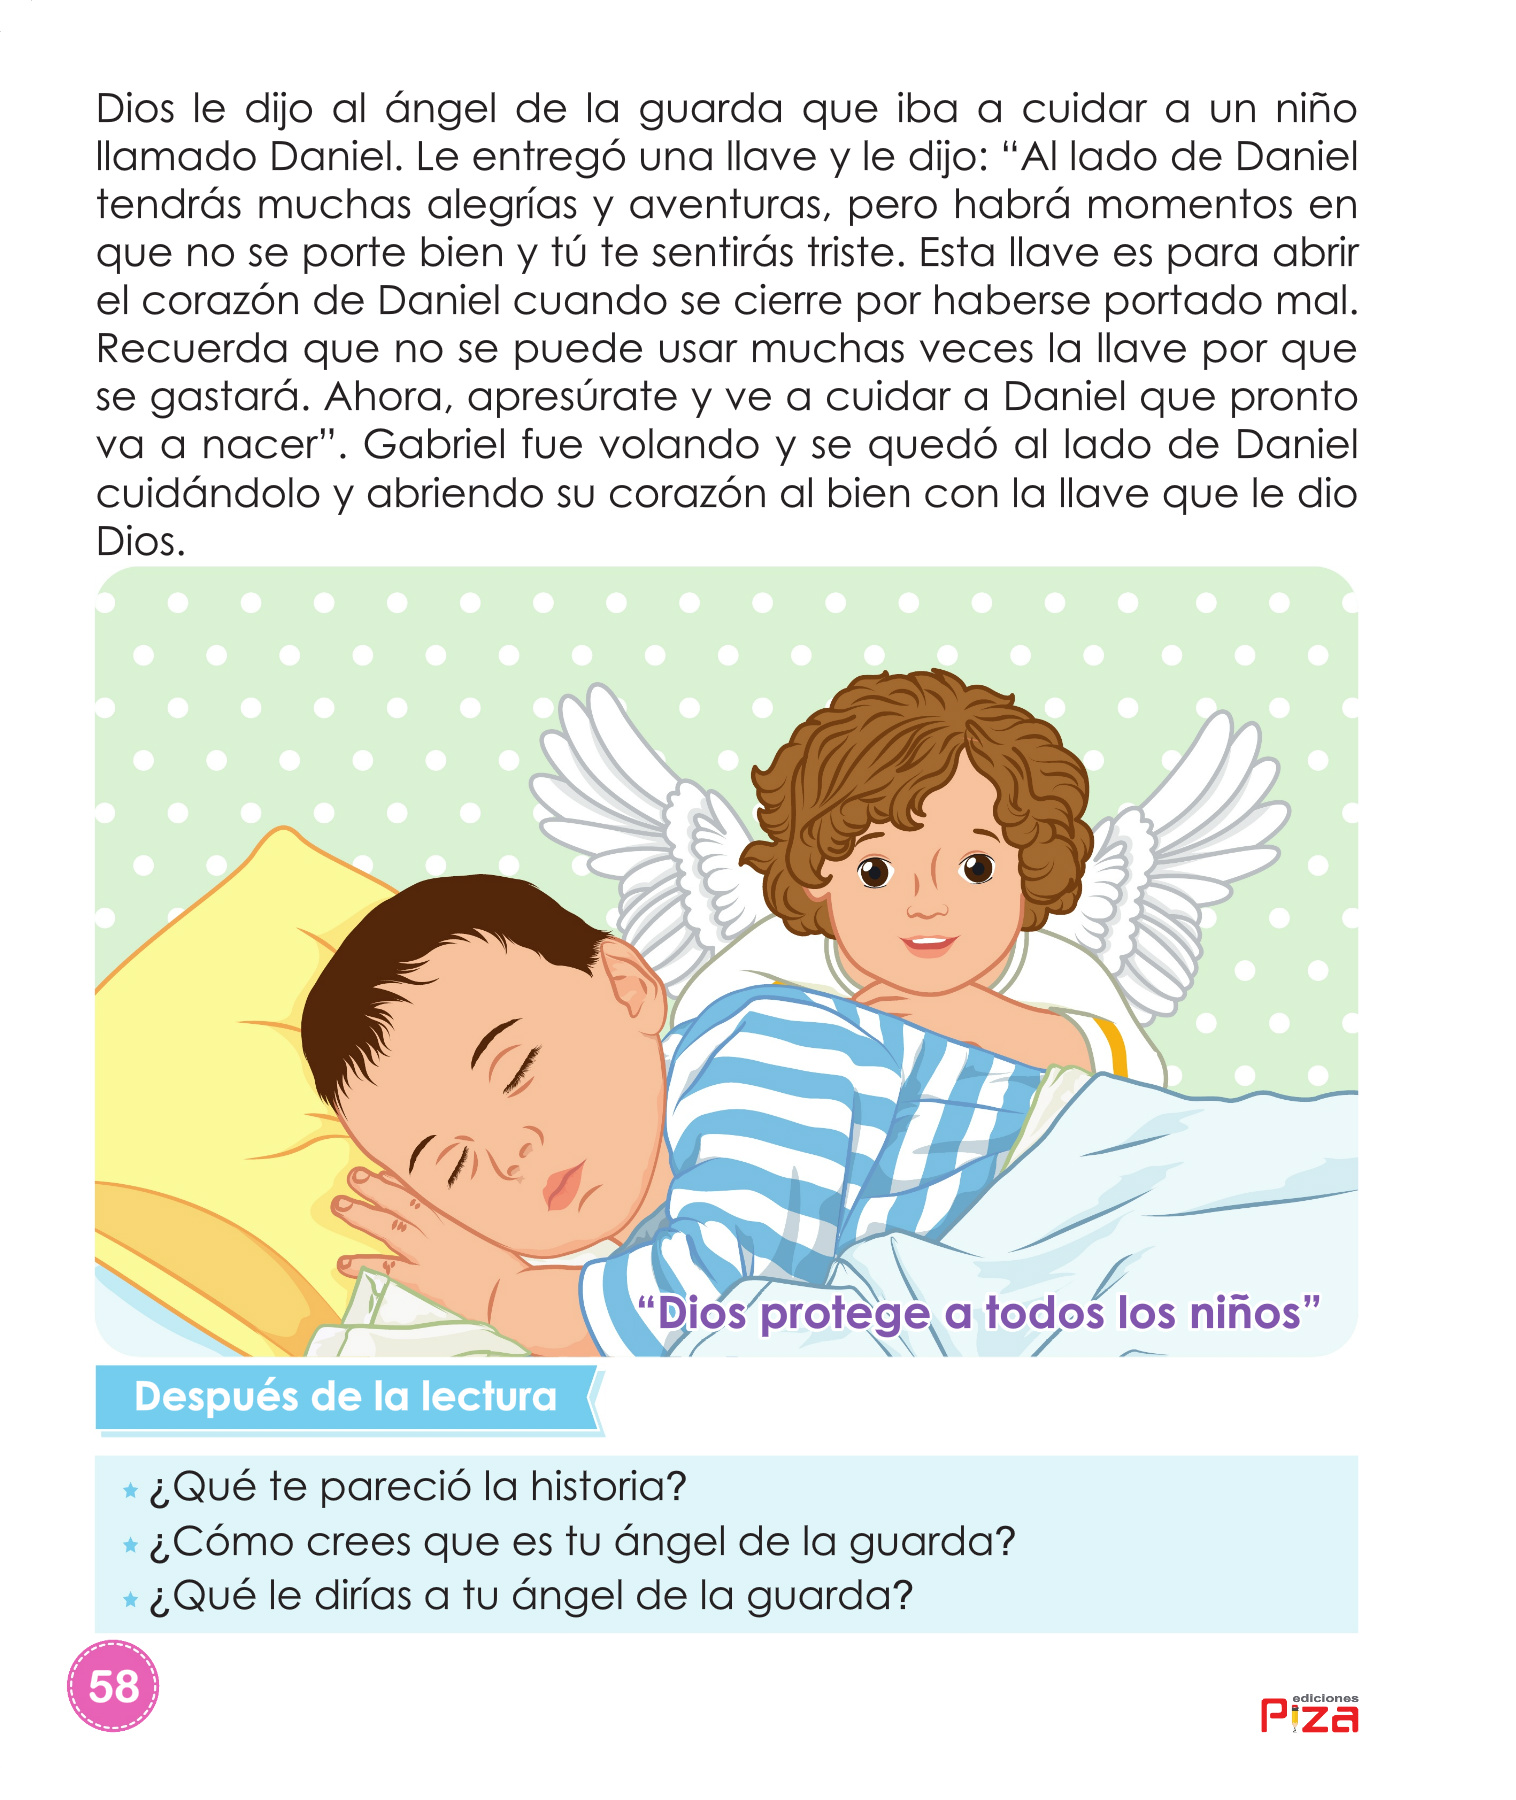 Dios le dijo al ángel de la guarda que iba a cuidar a un niño
llamado Daniel. Le entregó una llave y le dijo: “Al lado de Daniel
tendrás muchas alegrías y aventuras, pero habrá momentos en
que no se porte bien y tú te sentirás triste. Esta llave es para abrir
el corazón de Daniel cuando se cierre por haberse portado mal.
Recuerda que no se puede usar muchas veces la llave por que
se gastará. Ahora, apresúrate y ve a cuidar a Daniel que pronto
va a nacer”. Gabriel fue volando y se quedó al lado de Daniel
cuidándolo y abriendo su corazón al bien con la llave que le dio
Dios.
“Dios protege a todos los niños”
Después de la lectura
¿Qué te pareció la historia?
¿Cómo crees que es tu ángel de la guarda?
¿Qué le dirías a tu ángel de la guarda?
58
ediciones
Piza